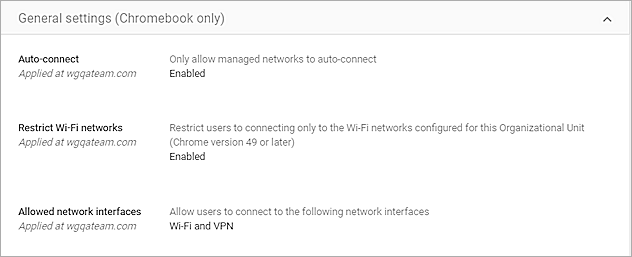 General settings (Chromebook only)
Auto-connect
Applied at wgqateam.com
Only allow managed networks to auto-connect
Enabled
Restrict Wi-Fi networks
Applied at wgqateam.com
Restrict users to connecting only to the Wi-Fi networks configured for this Organizational Unit
(Chrome version 49 or later)
Enabled
Allowed network interfaces
Applied at wgqateam.com
Allow users to connect to the following network interfaces
Wi-Fi and VPN